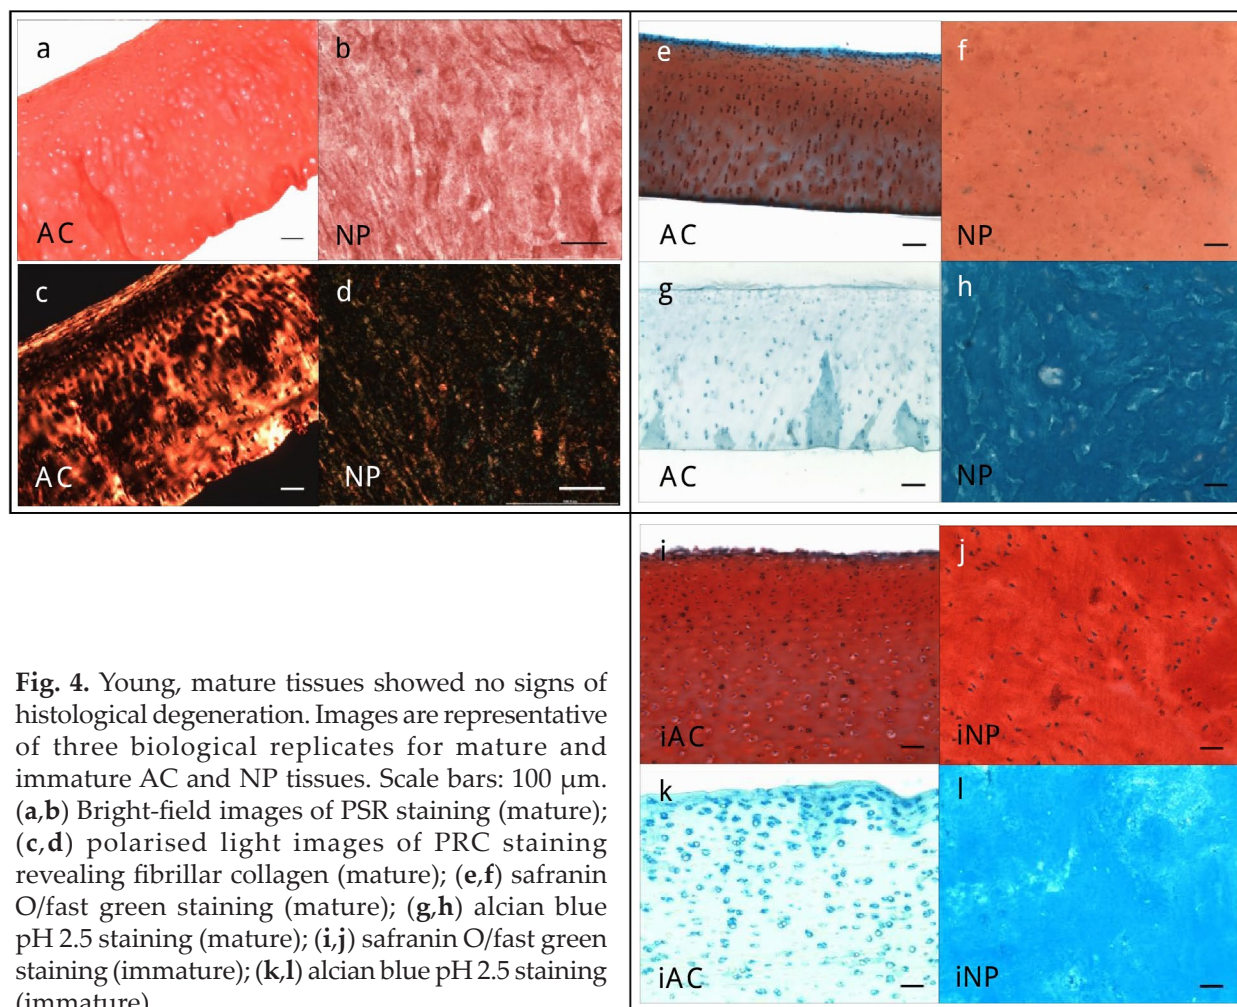 a
b
e
f
AC
NP
AC
NP
c
d
g
h
AC
NP
AC
NP
i
j
iAC
iNP
k
l
iAC
iNP
Fig. 4. Young, mature tissues showed no signs of
histological degeneration. Images are representative
of three biological replicates for mature and
immature AC and NP tissues. Scale bars: 100 µm.
(a,b) Bright-field images of PSR staining (mature);
(c,d) polarised light images of PRC staining
revealing fibrillar collagen (mature); (e,f) safranin
O/fast green staining (mature); (g,h) alcian blue
pH 2.5 staining (mature); (i,j) safranin O/fast green
staining (immature); (k,l) alcian blue pH 2.5 staining
(immature)